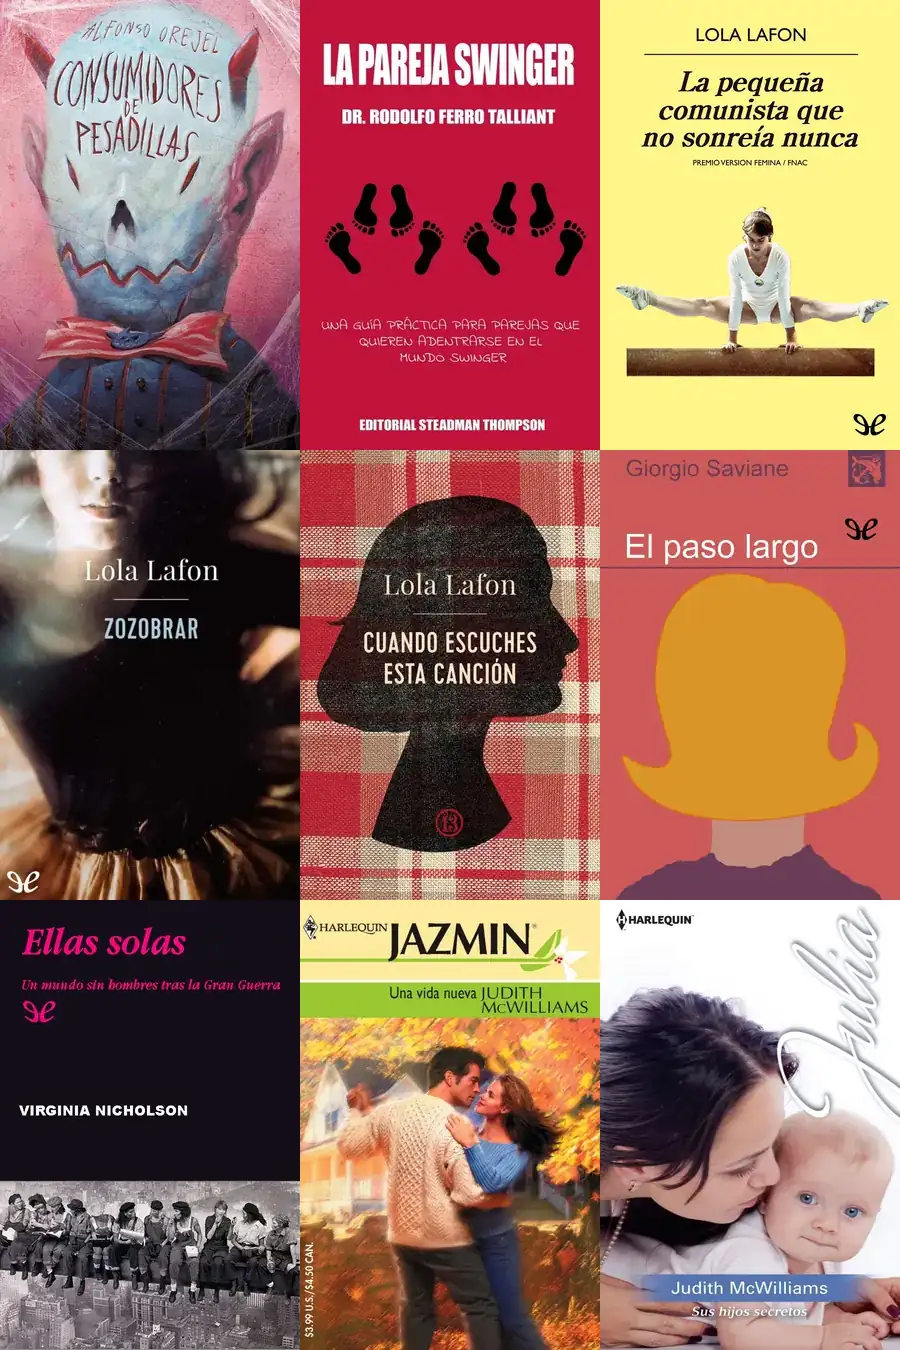 ALFONSO OREJEL
CONSUMIDORES
DE
PESADILLAS
LA PAREJA SWINGER
DR. RODOLFO FERRO TALLIANT
UNA GUÍA PRÁCTICA PARA PAREJAS QUE
QUIEREN ADENTRARSE EN EL
MUNDO SWINGER
EDITORIAL STEADMAN THOMPSON
LOLA LAFON
La pequeña
comunista que
no sonreía nunca
PREMIO VERSION FEMINA / FNAC
Lola Lafon
ZOZOBRAR
Lola Lafon
CUANDO ESCUCHES
ESTA CANCIÓN
13
Giorgio Saviane
El paso largo
Ellas solas
Un mundo sin hombres tras la Gran Guerra
VIRGINIA NICHOLSON
HARLEQUIN JAZMIN®
Una vida nueva JUDITH
MCWILLIAMS
$3.99 U.S./$4.50 CAN.
HARLEQUIN™
Julia
Judith McWilliams
Sus hijos secretos